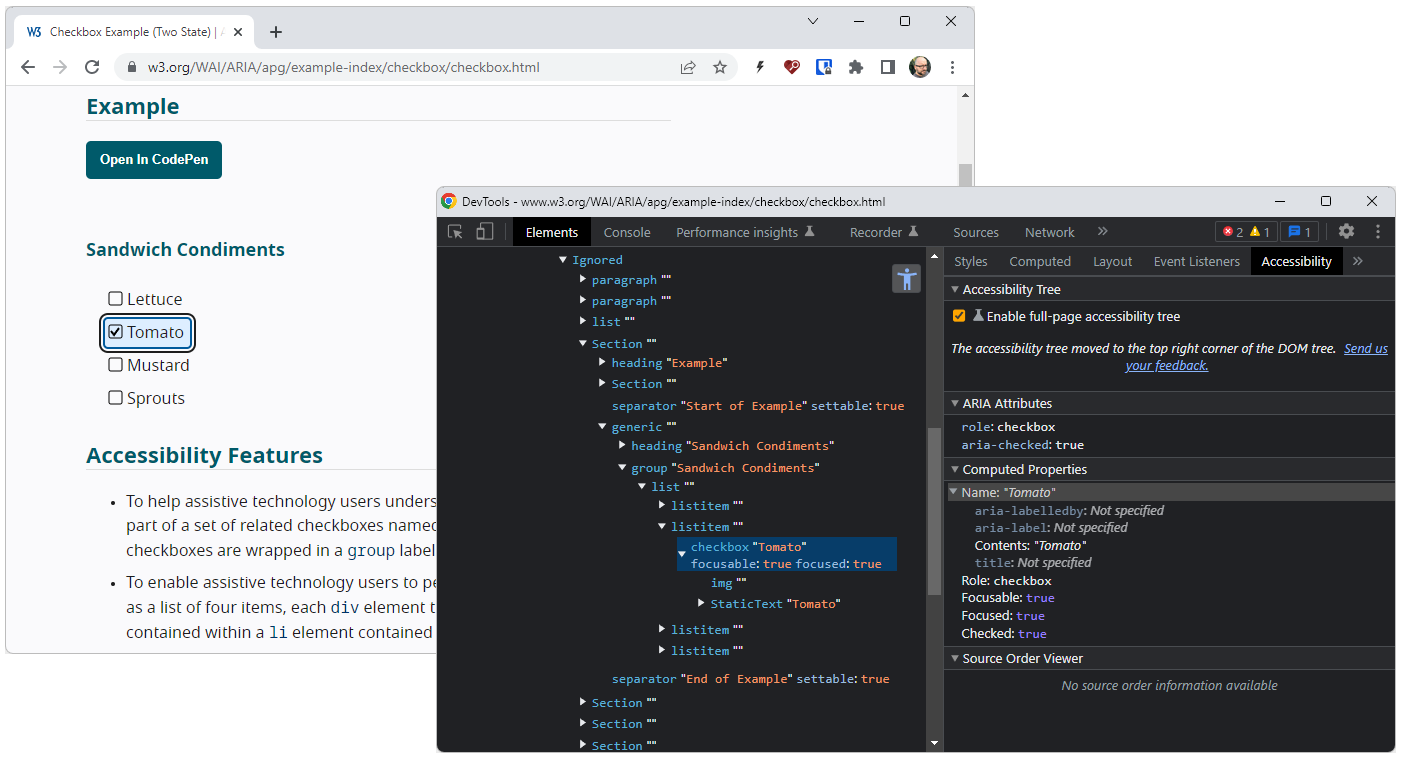 Checkbox Example (Two State) |
w3.org/WAI/ARIA/apg/example-index/checkbox/checkbox.html
Example
Open In CodePen
Sandwich Condiments
Lettuce
Tomato
Mustard
Sprouts
Accessibility Features
To help assistive technology users unders
part of a set of related checkboxes named
checkboxes are wrapped in a group label
To enable assistive technology users to pe
as a list of four items, each div element t
contained within a li element contained
DevTools - www.w3.org/WAI/ARIA/apg/example-index/checkbox/checkbox.html
Elements Console Performance insights Recorder Sources Network 2 1 1
Ignored
paragraph ""
paragraph ""
list ""
Section ""
heading "Example"
Section ""
separator "Start of Example" settable: true
generic ""
heading "Sandwich Condiments"
group "Sandwich Condiments"
list ""
listitem ""
listitem ""
checkbox "Tomato"
focusable: true focused: true
img ""
StaticText "Tomato"
listitem ""
listitem ""
separator "End of Example" settable: true
Section ""
Section ""
Section ""
Styles Computed Layout Event Listeners Accessibility
Accessibility Tree
Enable full-page accessibility tree
The accessibility tree moved to the top right corner of the DOM tree. Send us
your feedback.
ARIA Attributes
role: checkbox
aria-checked: true
Computed Properties
Name: "Tomato"
aria-labelledby: Not specified
aria-label: Not specified
Contents: "Tomato"
title: Not specified
Role: checkbox
Focusable: true
Focused: true
Checked: true
Source Order Viewer
No source order information available